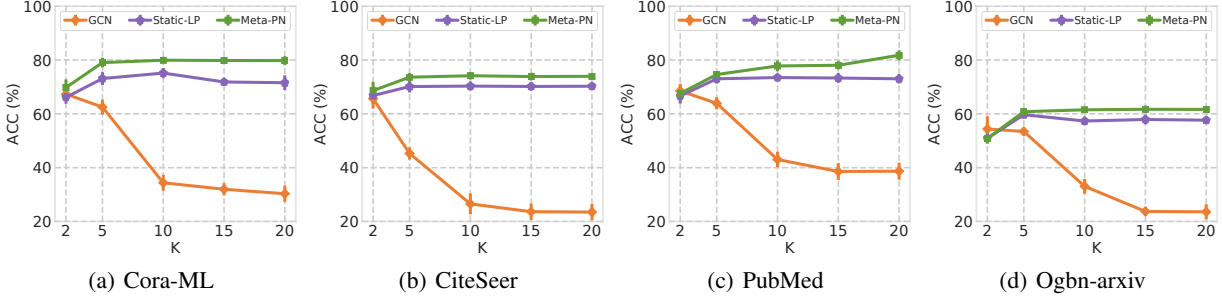 100
80
60
40
20
ACC (%)
GCN Static-LP Meta-PN
2 5 10 15 20
K
(a) Cora-ML
100
80
60
40
20
ACC (%)
GCN Static-LP Meta-PN
2 5 10 15 20
K
(b) CiteSeer
100
80
60
40
20
ACC (%)
GCN Static-LP Meta-PN
2 5 10 15 20
K
(c) PubMed
100
80
60
40
20
ACC (%)
GCN Static-LP Meta-PN
2 5 10 15 20
K
(d) Ogbn-arxiv